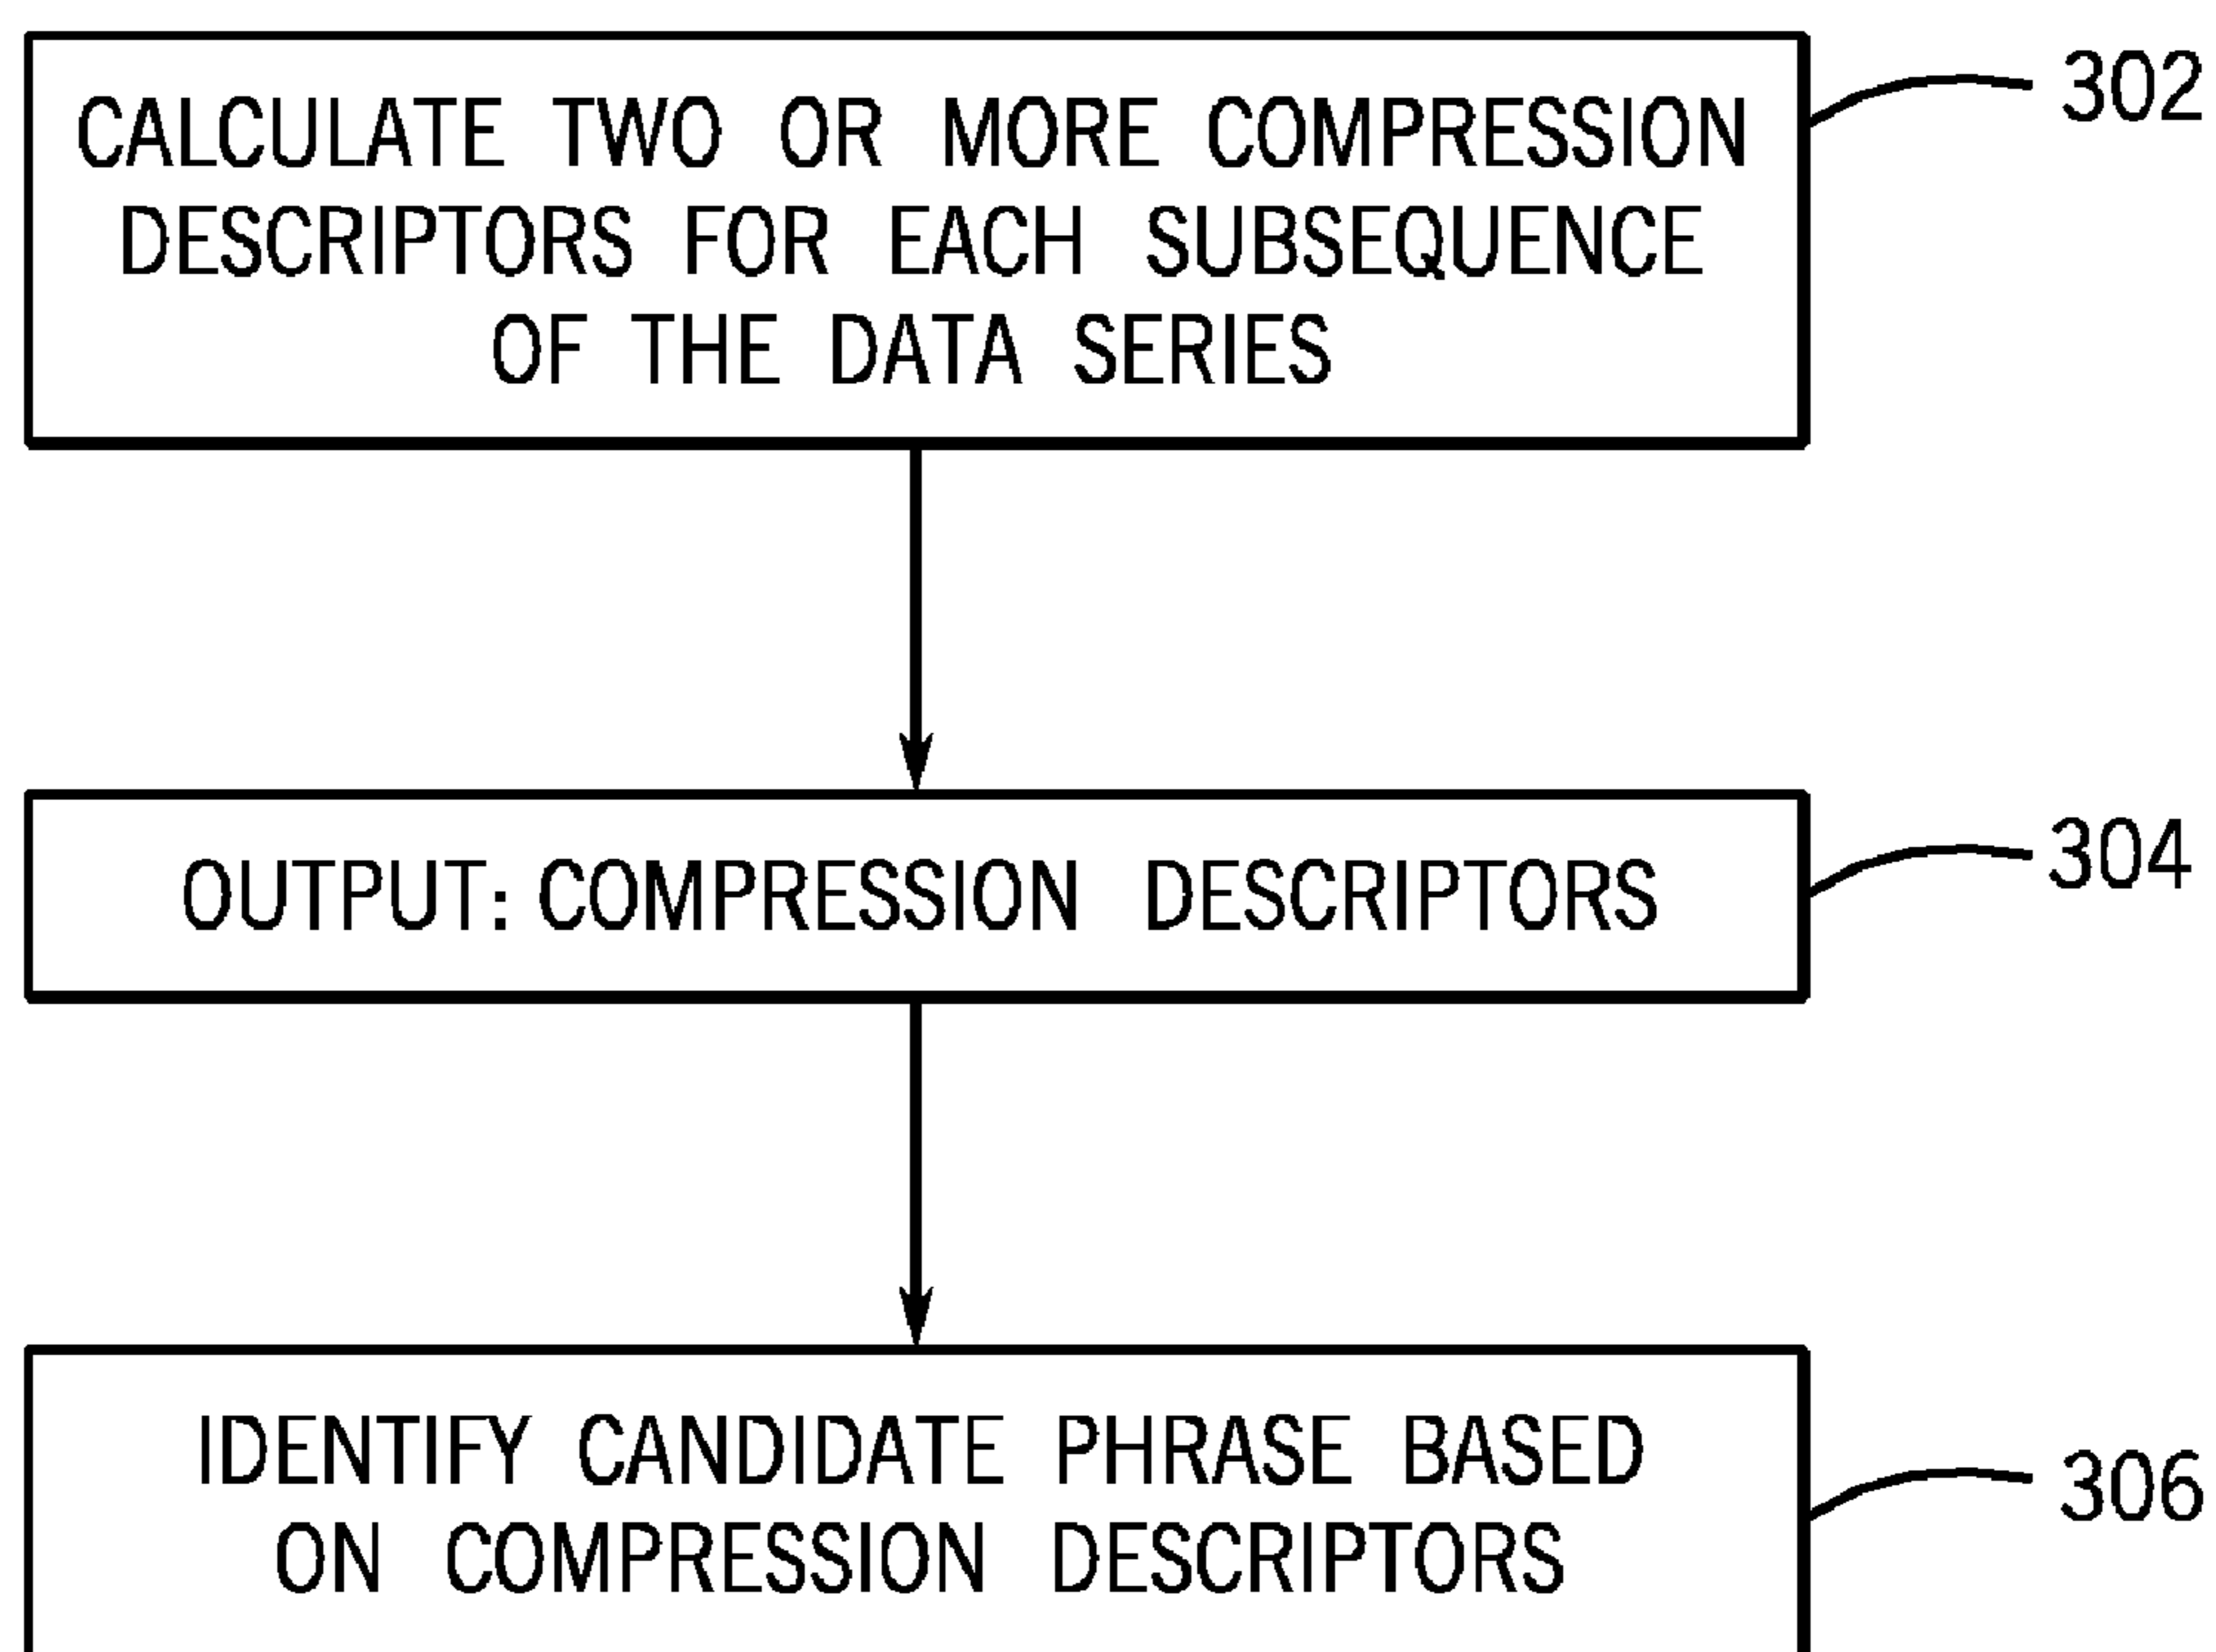 CALCULATE TWO OR MORE COMPRESSION
DESCRIPTORS FOR EACH SUBSEQUENCE
OF THE DATA SERIES
302
OUTPUT: COMPRESSION DESCRIPTORS
304
IDENTIFY CANDIDATE PHRASE BASED
ON COMPRESSION DESCRIPTORS
306